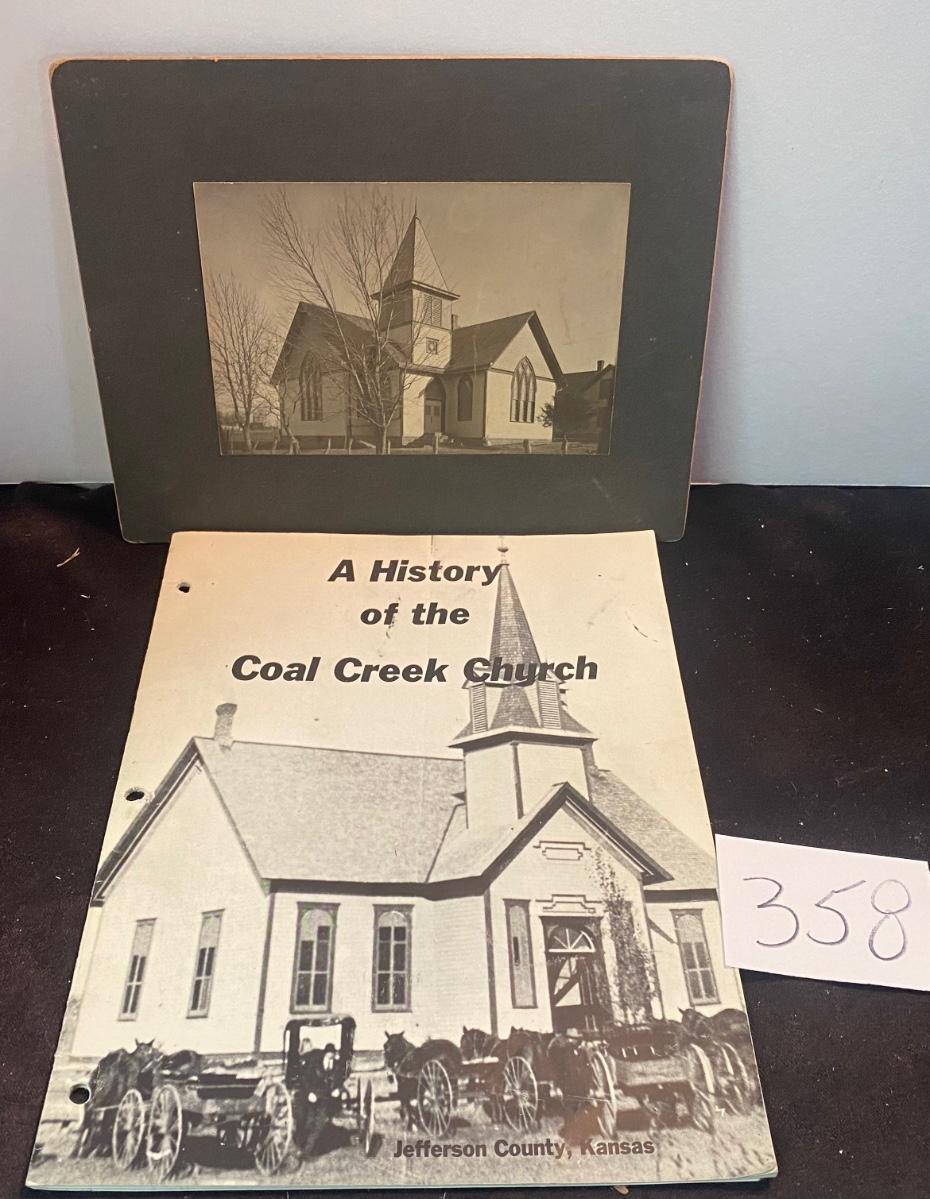 A History
of the
Coal Creek Church
358
Jefferson County, Kansas